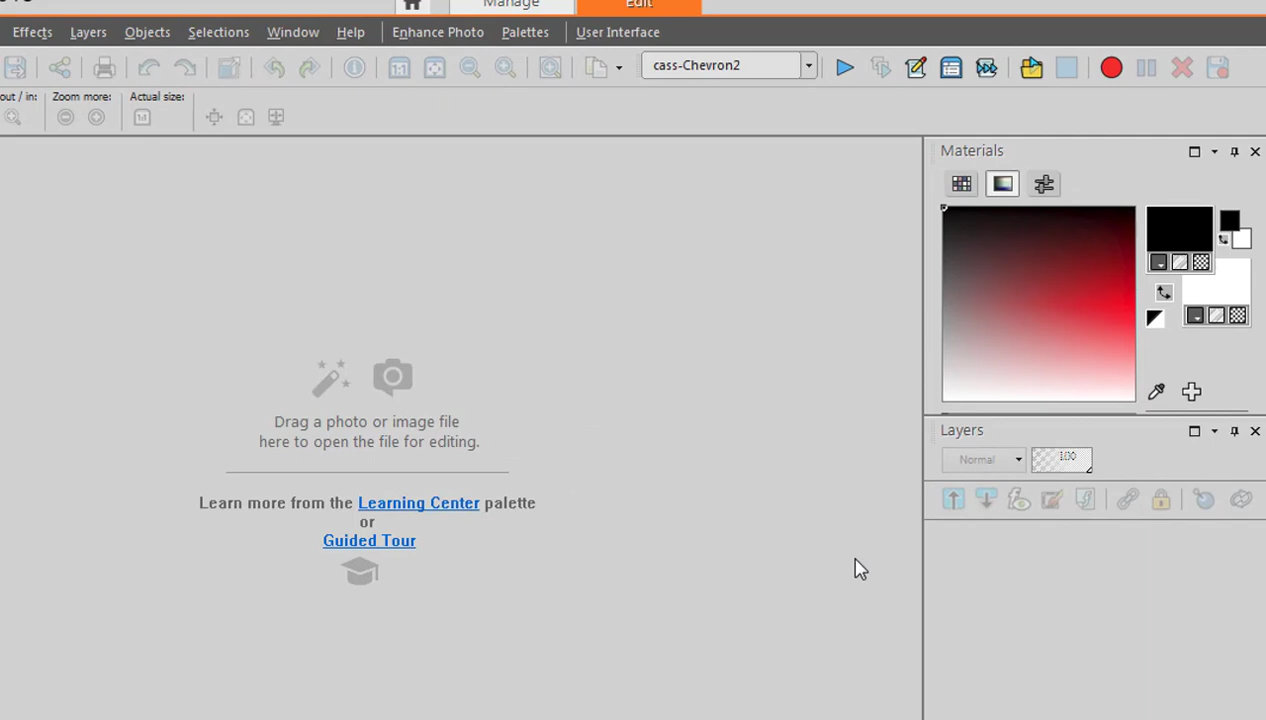 Manage Edit
Effects Layers Objects Selections Window Help Enhance Photo Palettes User Interface
cass-Chevron2
out / in: Zoom more: Actual size:
Materials
Drag a photo or image file
here to open the file for editing.
Learn more from the Learning Center palette
or
Guided Tour
Layers
Normal 100